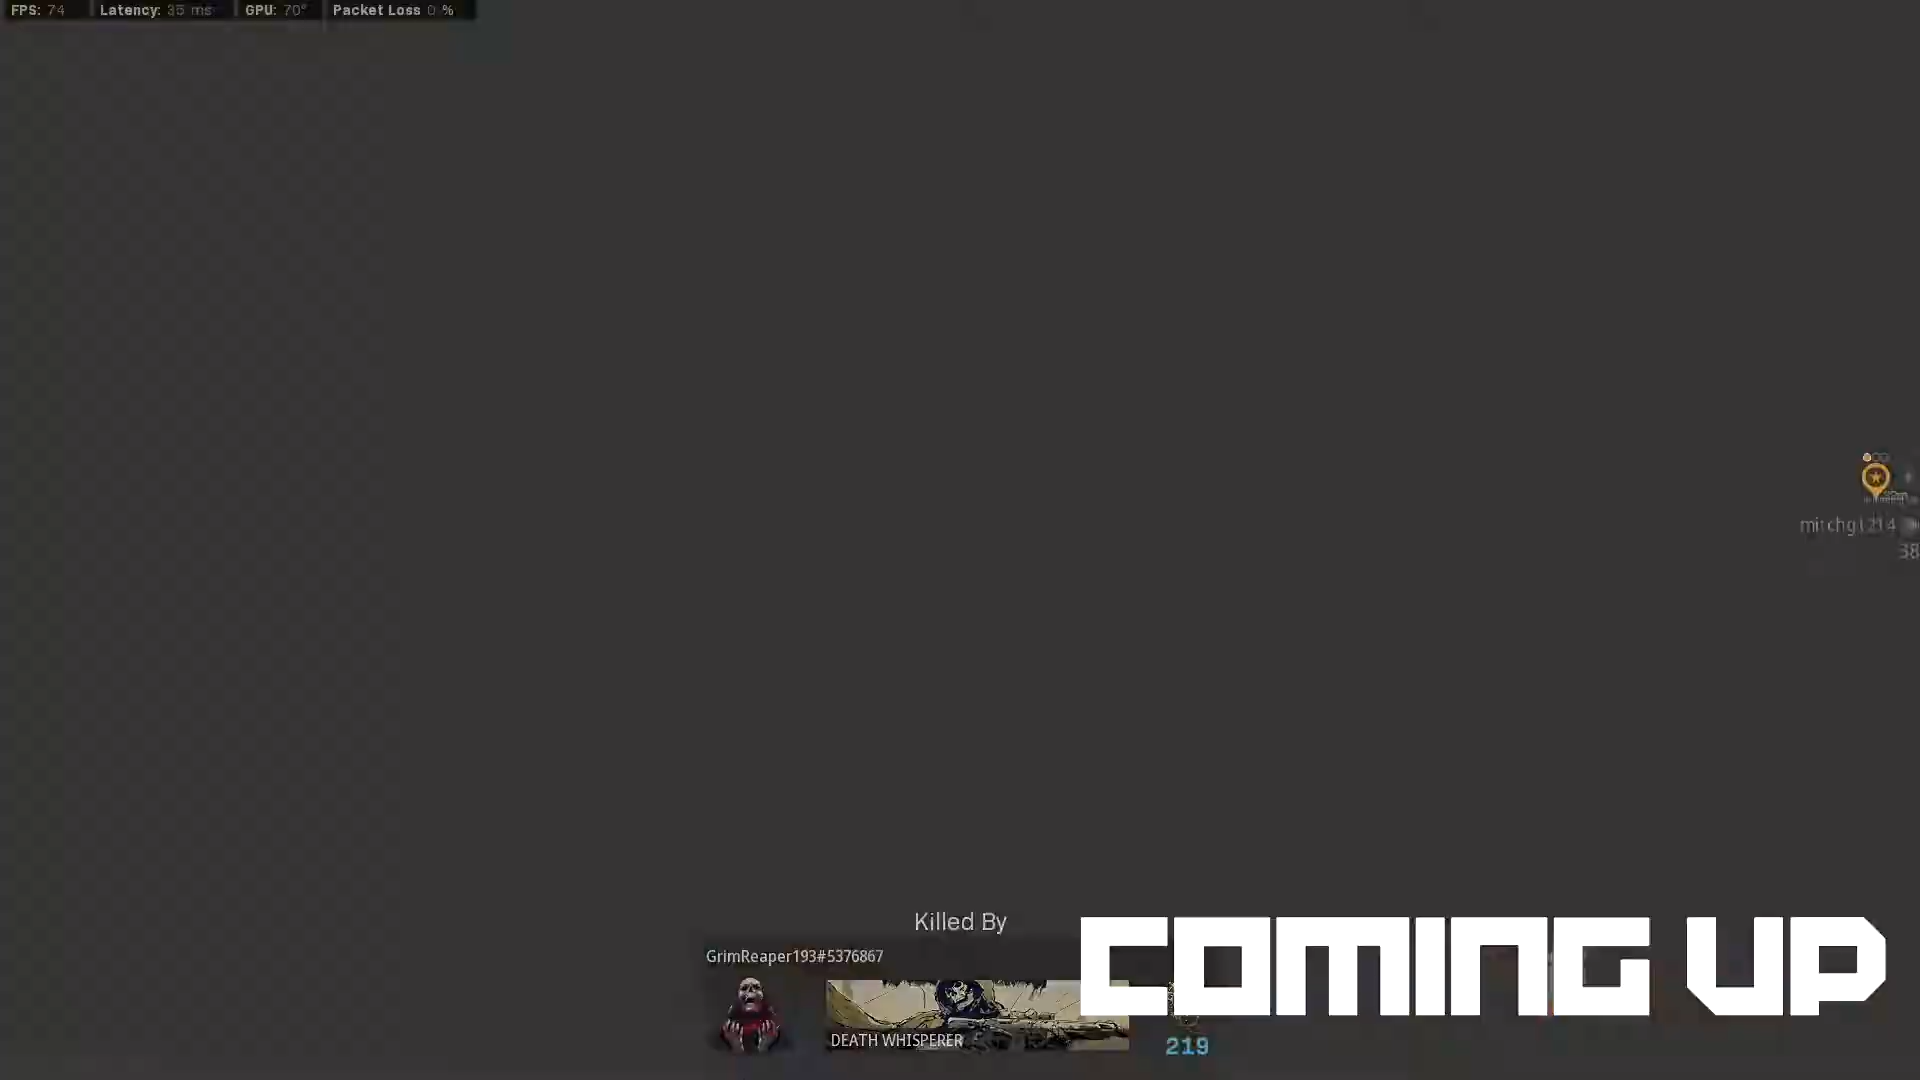 FPS: 74 Latency: 35 ms GPU: 70° Packet Loss 0 %
38
Killed By
GrimReaper193#5376867
DEATH WHISPERER
219
COMING UP